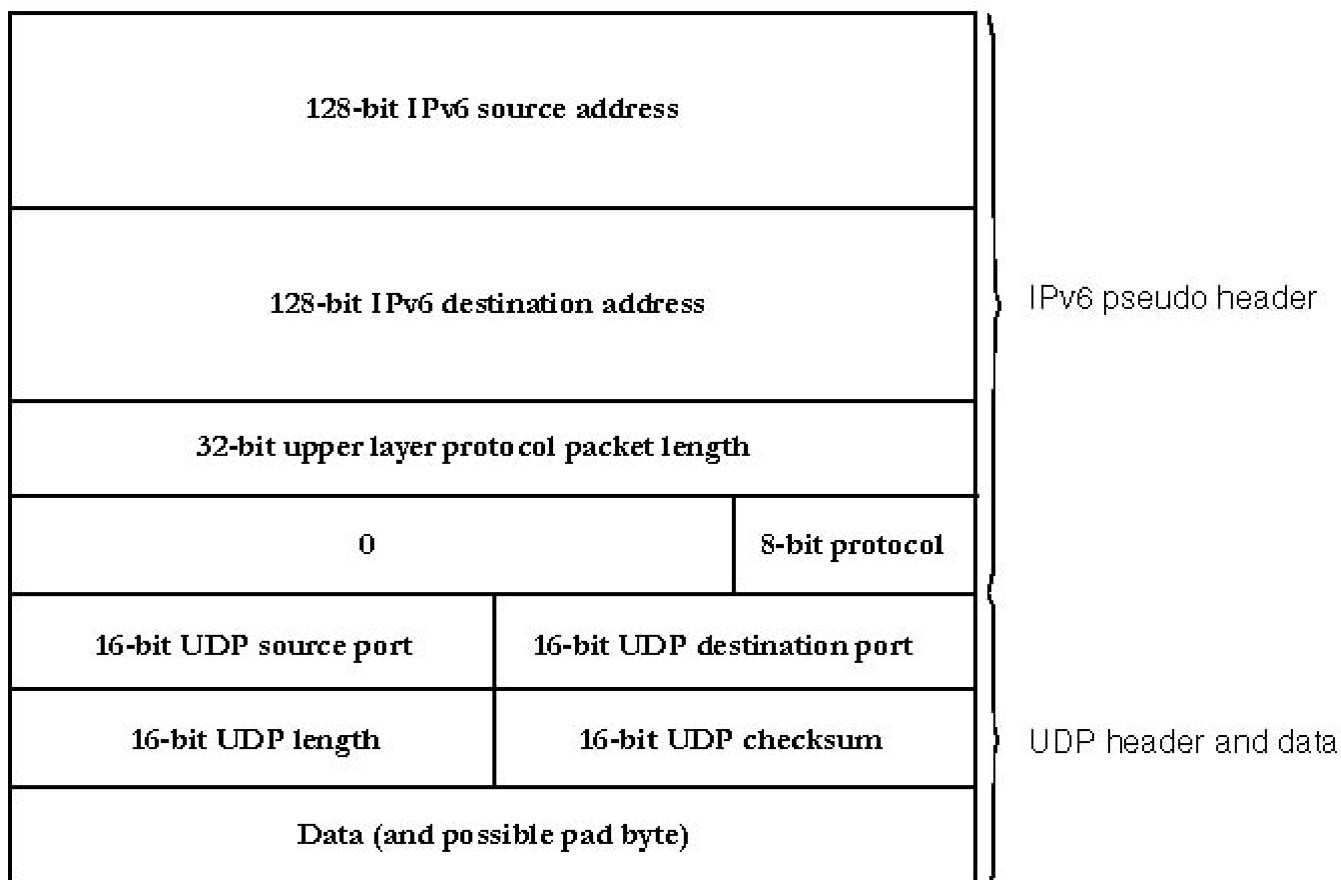 128-bit IPv6 source address
128-bit IPv6 destination address
IPv6 pseudo header
32-bit upper layer protocol packet length
0
8-bit protocol
16-bit UDP source port
16-bit UDP destination port
16-bit UDP length
16-bit UDP checksum
UDP header and data
Data (and possible pad byte)